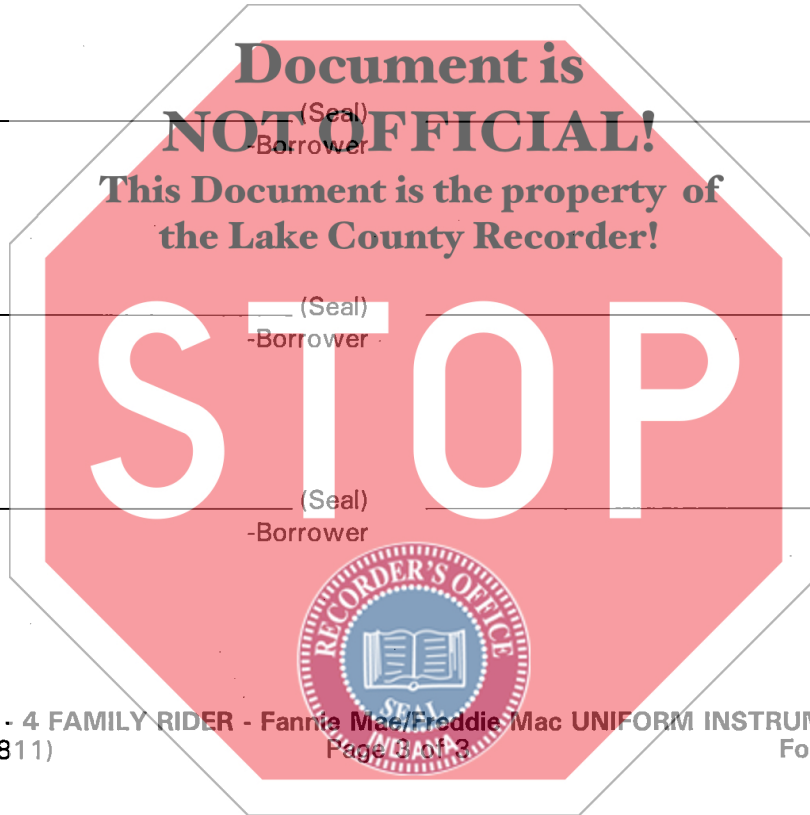 Document is
(Seal)
NOT OFFICIAL!
-Borrower
This Document is the property of
the Lake County Recorder!
(Seal)
-Borrower
STOP
(Seal)
-Borrower
RECORDER'S OFFICE
SEAL
INDIANA
- 4 FAMILY RIDER - Fannie Mae/Freddie Mac UNIFORM INSTRUM
811) Page 3 of 3 Fo